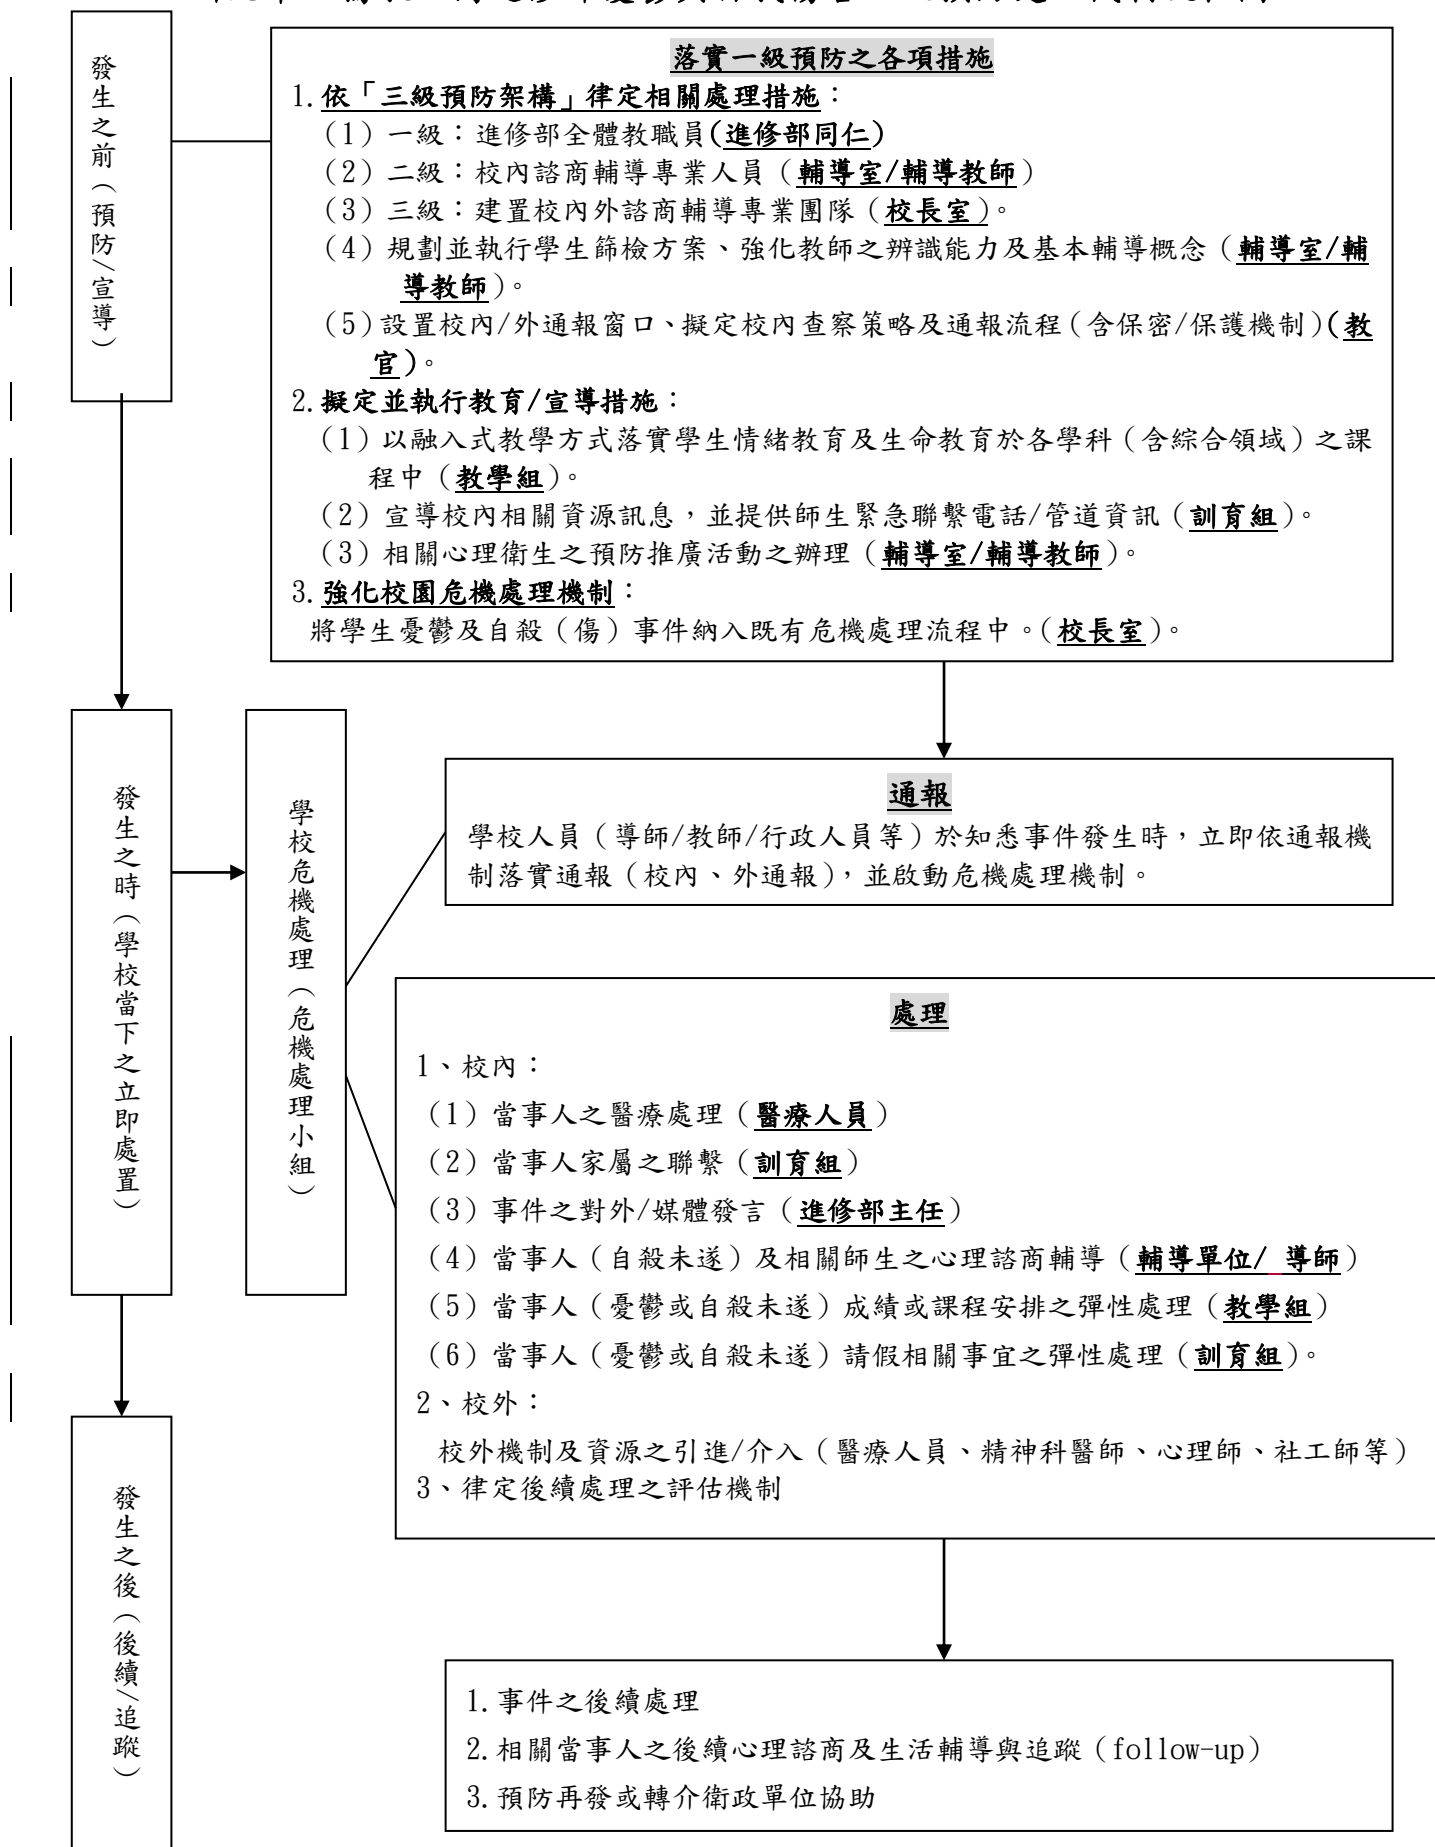 發生之前（預防/宣導）
落實一級預防之各項措施
1.依「三級預防架構」律定相關處理措施：
（1）一級：進修部全體教職員(進修部同仁)
（2）二級：校內諮商輔導專業人員（輔導室/輔導教師）
（3）三級：建置校內外諮商輔導專業團隊（校長室）。
（4）規劃並執行學生篩檢方案、強化教師之辨識能力及基本輔導概念（輔導室/輔
導教師）。
（5）設置校內/外通報窗口、擬定校內查察策略及通報流程（含保密/保護機制）(教
官)。
2.擬定並執行教育/宣導措施：
（1）以融入式教學方式落實學生情緒教育及生命教育於各學科（含綜合領域）之課
程中（教學組）。
（2）宣導校內相關資源訊息，並提供師生緊急聯繫電話/管道資訊（訓育組）。
（3）相關心理衛生之預防推廣活動之辦理（輔導室/輔導教師）。
3.強化校園危機處理機制：
將學生憂鬱及自殺（傷）事件納入既有危機處理流程中。（校長室）。
發生之時（學校當下之立即處置）
學校危機處理（危機處理小組）
通報
學校人員（導師/教師/行政人員等）於知悉事件發生時，立即依通報機
制落實通報（校內、外通報），並啟動危機處理機制。
處理
1、校內：
（1）當事人之醫療處理（醫療人員）
（2）當事人家屬之聯繫（訓育組）
（3）事件之對外/媒體發言（進修部主任）
（4）當事人（自殺未遂）及相關師生之心理諮商輔導（輔導單位/ 導師）
（5）當事人（憂鬱或自殺未遂）成績或課程安排之彈性處理（教學組）
（6）當事人（憂鬱或自殺未遂）請假相關事宜之彈性處理（訓育組）。
2、校外：
校外機制及資源之引進/介入（醫療人員、精神科醫師、心理師、社工師等）
3、律定後續處理之評估機制
發生之後（後續/追蹤）
1.事件之後續處理
2.相關當事人之後續心理諮商及生活輔導與追蹤（follow-up）
3.預防再發或轉介衛政單位協助